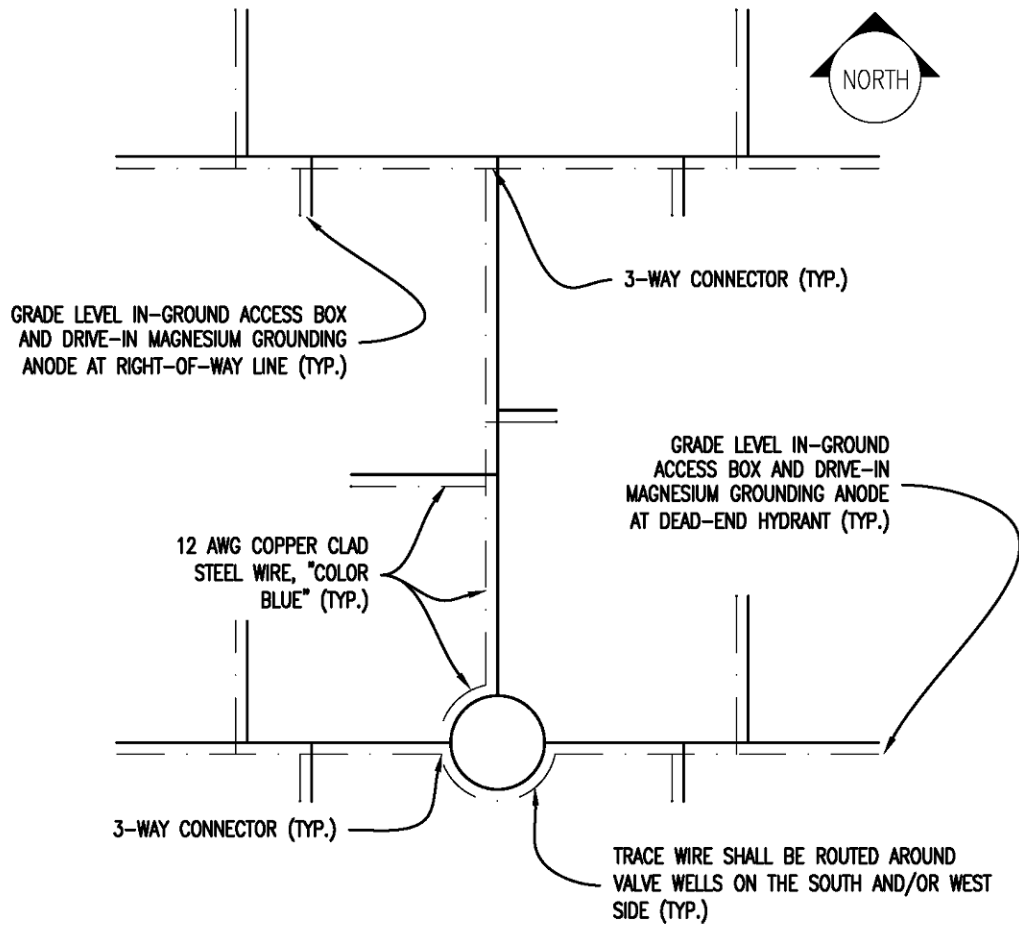 NORTH
3-WAY CONNECTOR (TYP.)
GRADE LEVEL IN-GROUND ACCESS BOX
AND DRIVE-IN MAGNESIUM GROUNDING
ANODE AT RIGHT-OF-WAY LINE (TYP.)
GRADE LEVEL IN-GROUND
ACCESS BOX AND DRIVE-IN
MAGNESIUM GROUNDING ANODE
AT DEAD-END HYDRANT (TYP.)
12 AWG COPPER CLAD
STEEL WIRE, "COLOR
BLUE" (TYP.)
3-WAY CONNECTOR (TYP.)
TRACE WIRE SHALL BE ROUTED AROUND
VALVE WELLS ON THE SOUTH AND/OR WEST
SIDE (TYP.)